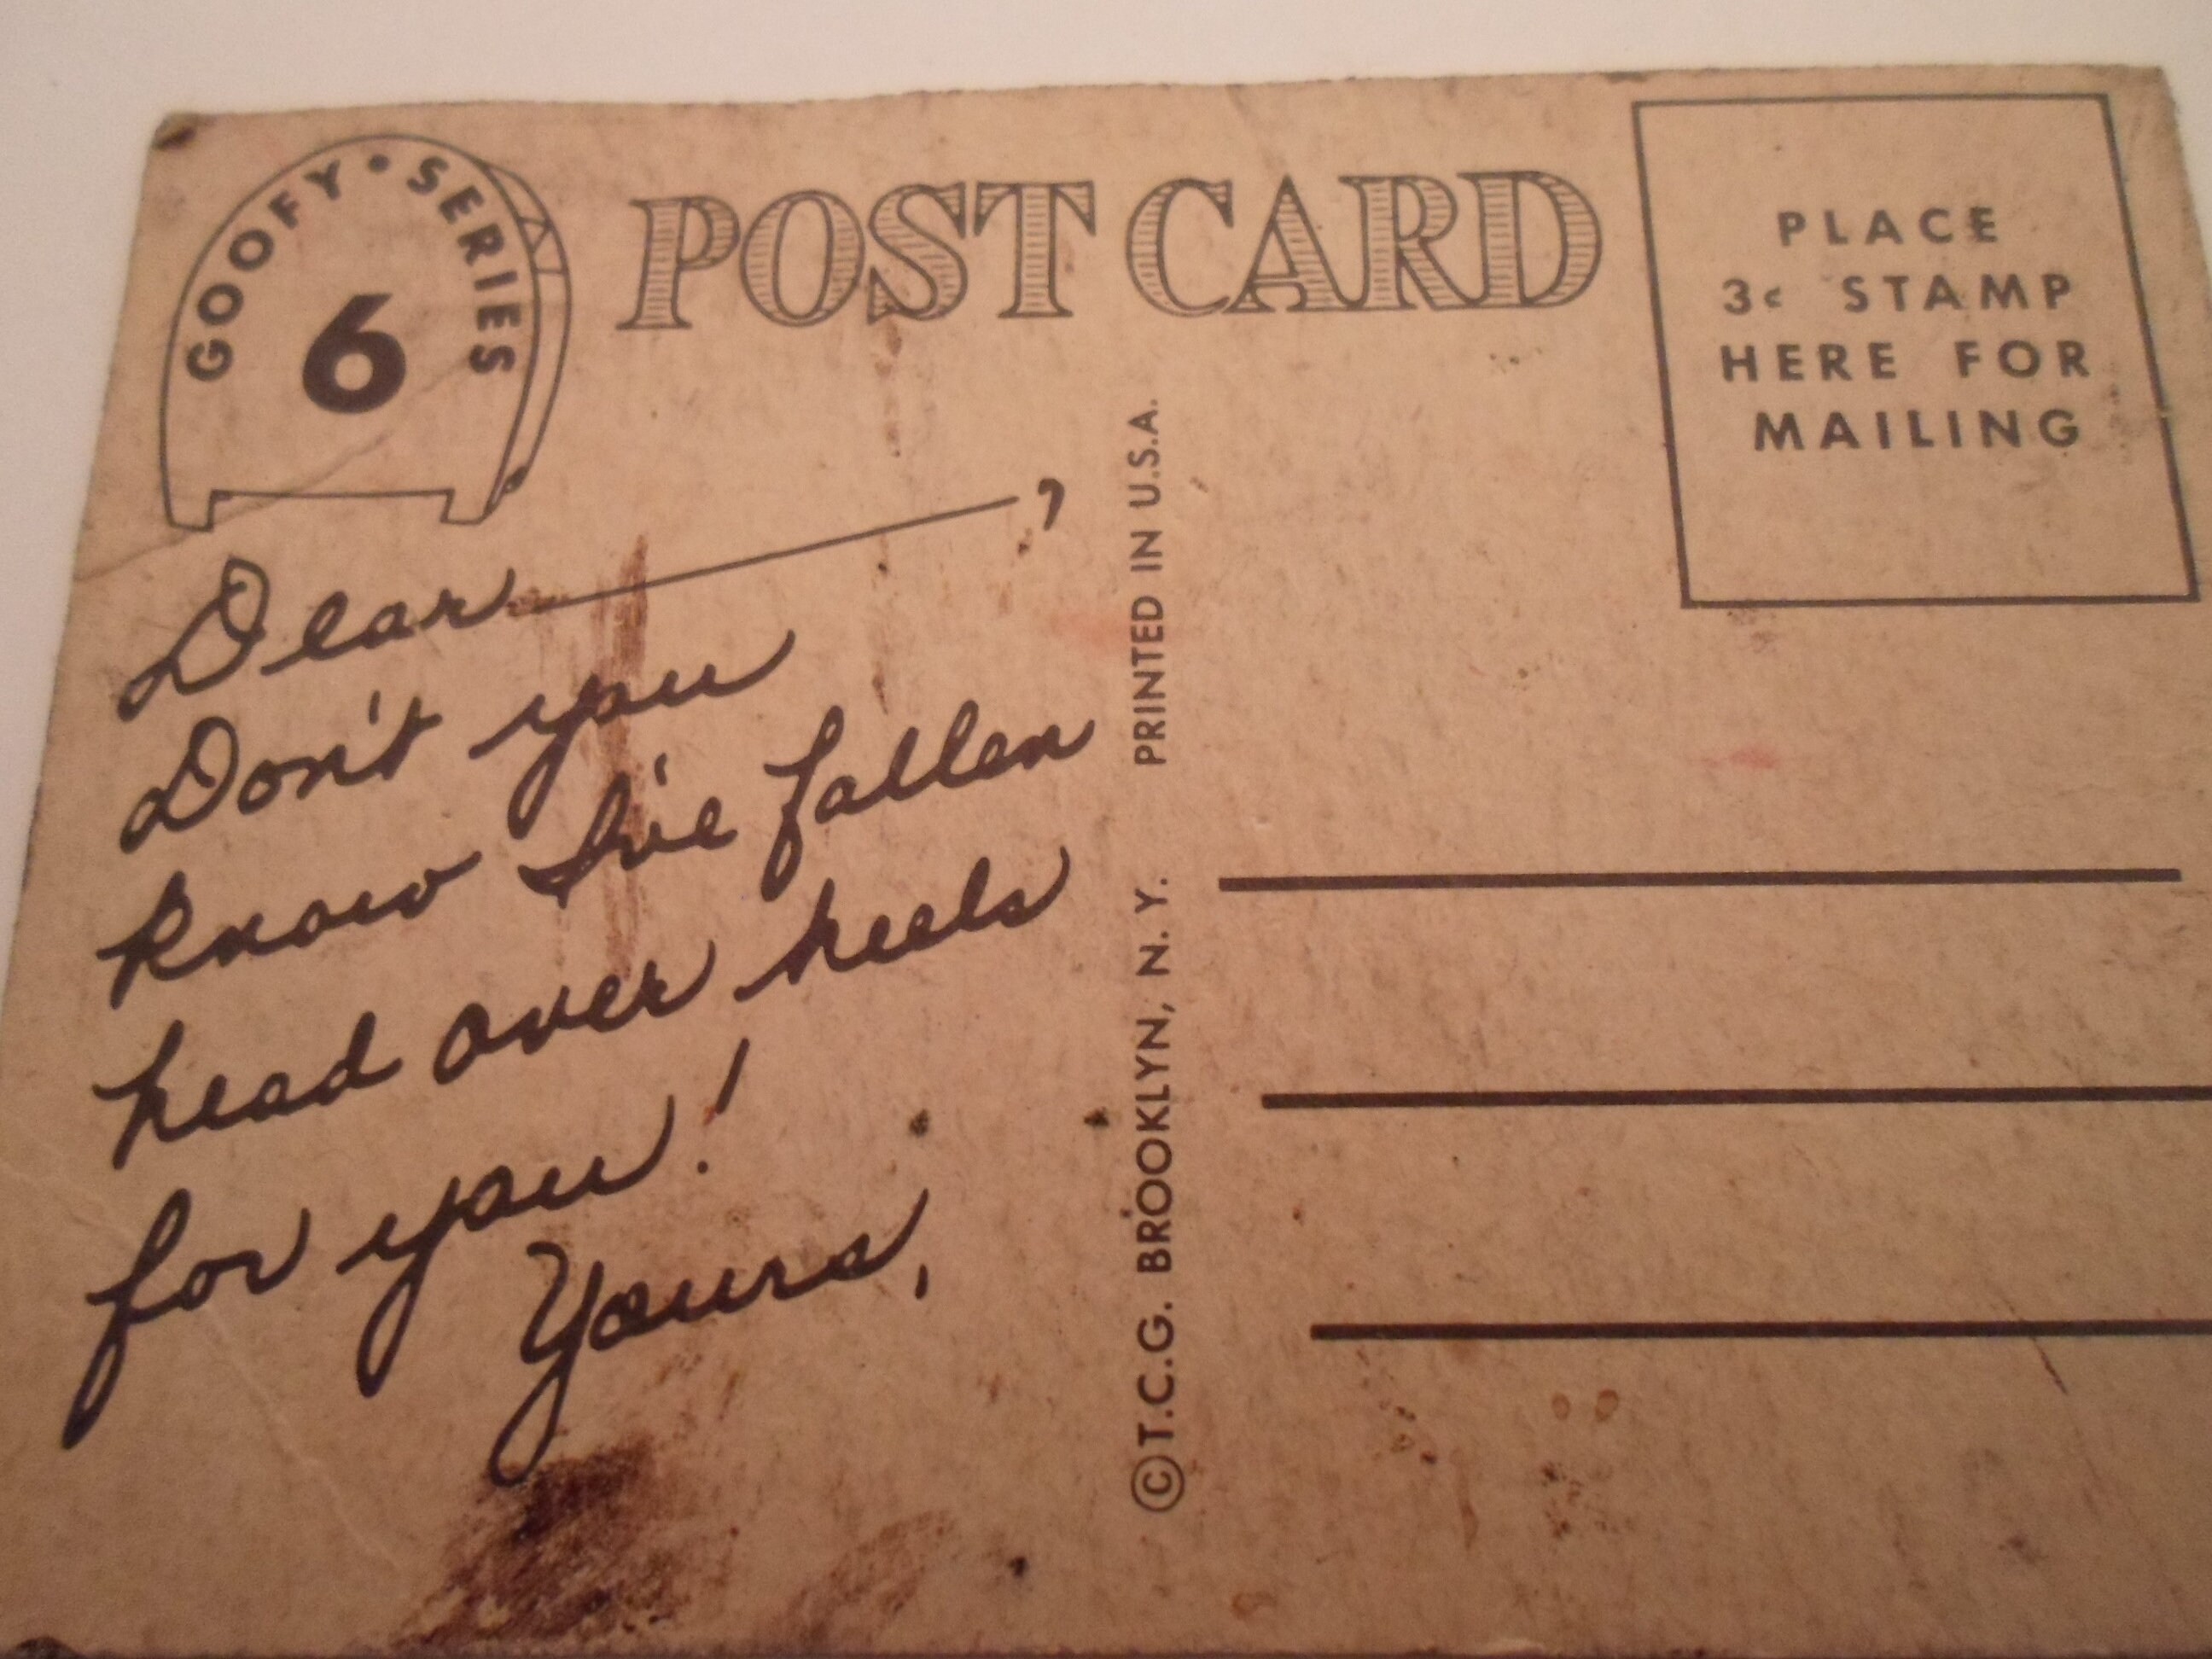 GOOFY • SERIES
6
POST CARD
PLACE
3¢ STAMP
HERE FOR
MAILING
Dear ,
Don't you
know I've fallen
head over heels
for you!
Yours,
© T.C.G. BROOKLYN, N. Y. PRINTED IN U.S.A.